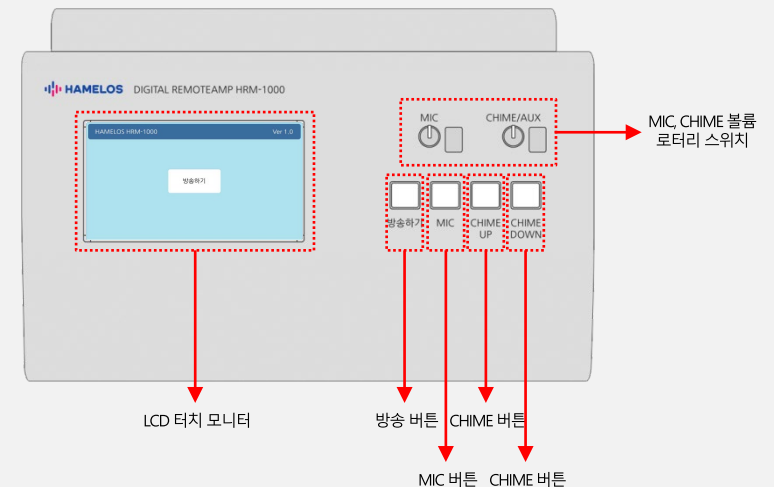 HAMELOS DIGITAL REMOTEAMP HRM-1000
HAMELOS HRM-1000 Ver 1.0
방송하기
MIC CHIME/AUX
MIC, CHIME 볼륨
로터리 스위치
방송하기 MIC CHIME UP CHIME DOWN
LCD 터치 모니터
방송 버튼 CHIME 버튼
MIC 버튼 CHIME 버튼